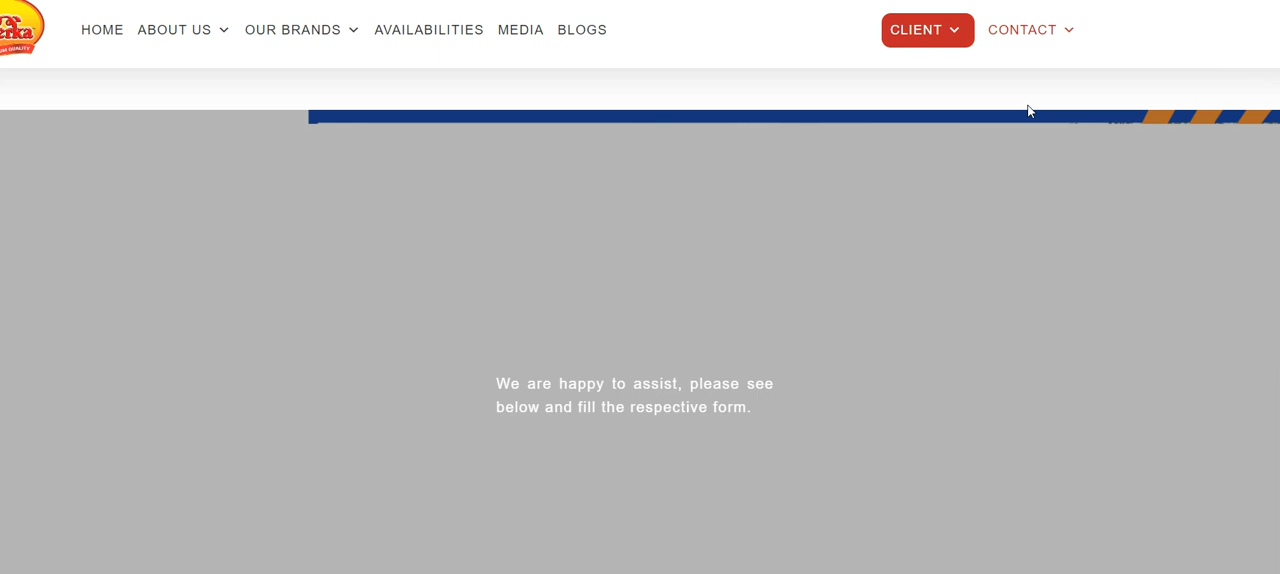 HOME ABOUT US OUR BRANDS AVAILABILITIES MEDIA BLOGS CLIENT CONTACT
We are happy to assist, please see
below and fill the respective form.